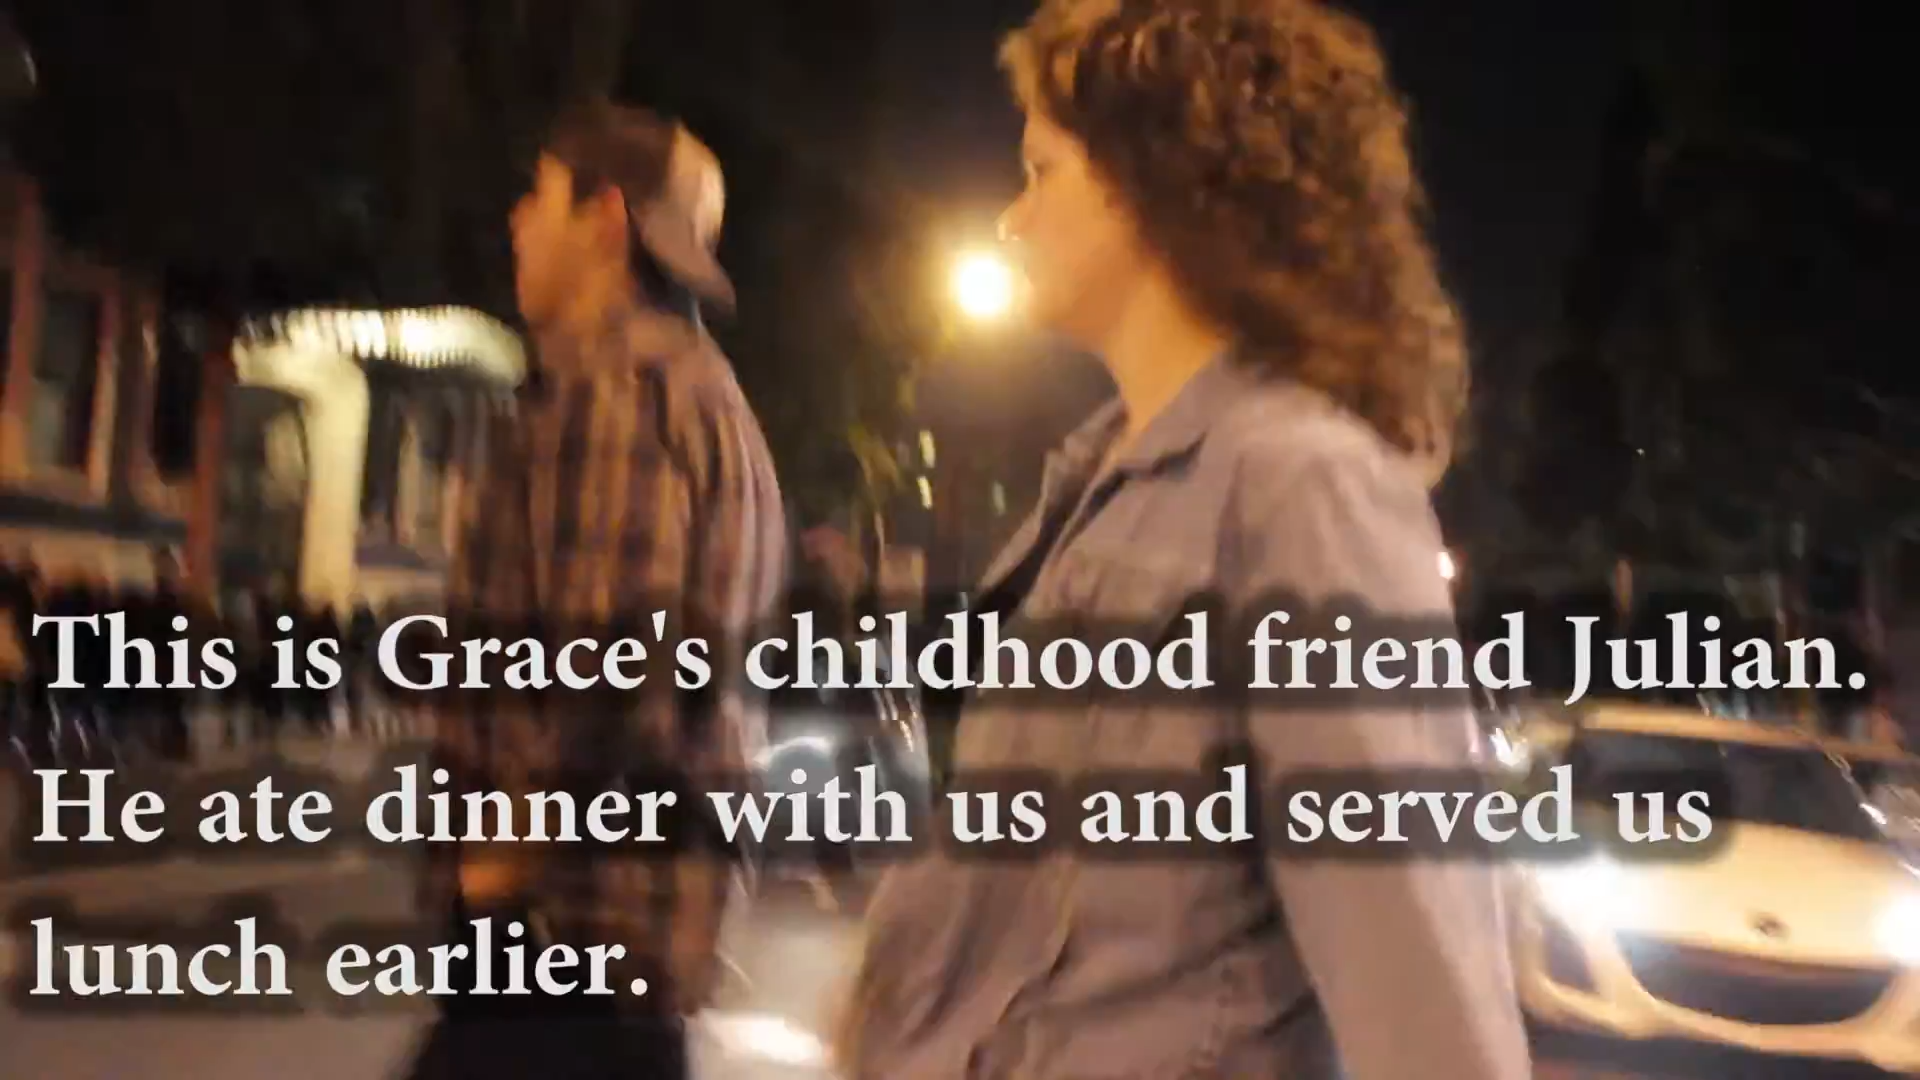 This is Grace's childhood friend Julian.
He ate dinner with us and served us
lunch earlier.